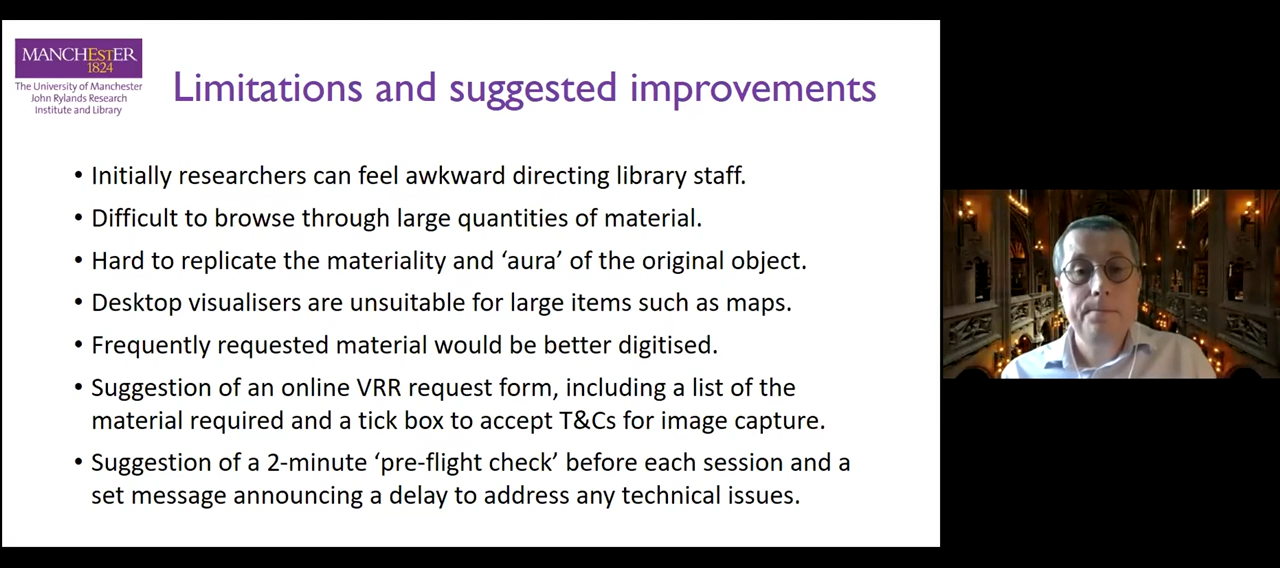 MANCHESTER
1824
The University of Manchester
John Rylands Research
Institute and Library
Limitations and suggested improvements
• Initially researchers can feel awkward directing library staff.
• Difficult to browse through large quantities of material.
• Hard to replicate the materiality and ‘aura’ of the original object.
• Desktop visualisers are unsuitable for large items such as maps.
• Frequently requested material would be better digitised.
• Suggestion of an online VRR request form, including a list of the
material required and a tick box to accept T&Cs for image capture.
• Suggestion of a 2-minute ‘pre-flight check’ before each session and a
set message announcing a delay to address any technical issues.